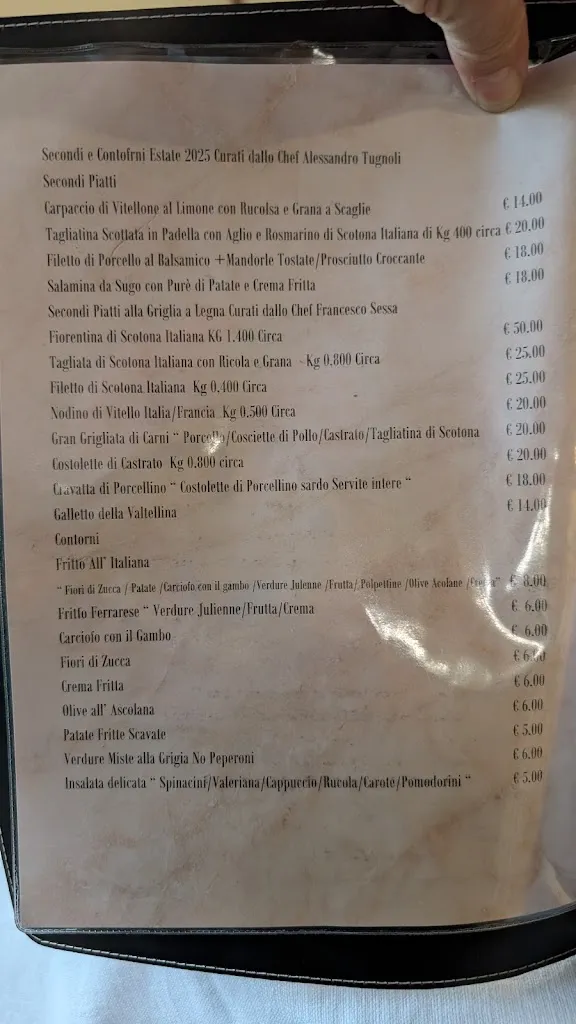 Secondi e Contofrni Estate 2025 Curati dallo Chef Alessandro Tugnoli
Secondi Piatti
Carpaccio di Vitellone al Limone con Rucolsa e Grana a Scaglie € 14.00
Tagliatina Scottata in Padella con Aglio e Rosmarino di Scotona Italiana di Kg 400 circa € 20.00
Filetto di Porcello al Balsamico +Mandorle Tostate/Prosciutto Croccante € 18.00
Salamina da Sugo con Purè di Patate e Crema Fritta € 18.00
Secondi Piatti alla Griglia a Legna Curati dallo Chef Francesco Sessa
Fiorentina di Scotona Italiana KG 1.400 Circa € 50.00
Tagliata di Scotona Italiana con Ricola e Grana - Kg 0.800 Circa € 25.00
Filetto di Scotona Italiana Kg 0.400 Circa € 25.00
Nodino di Vitello Italia/Francia Kg 0.500 Circa € 20.00
Gran Grigliata di Carni “ Porcello/Cosciette di Pollo/Castrato/Tagliatina di Scotona € 20.00
Costolette di Castrato Kg 0.800 circa € 20.00
Cravatta di Porcellino “ Costolette di Porcellino sardo Servite intere “ € 18.00
Galletto della Valtellina € 14.00
Contorni
Fritto All’ Italiana
“ Fiori di Zucca / Patate /Carciofo con il gambo /Verdure Julenne /Frutta/ Polpettine /Olive Acolane /Crema” € 8.00
Fritto Ferrarese “ Verdure Julienne/Frutta/Crema € 6.00
Carciofo con il Gambo € 6.00
Fiori di Zucca € 6.00
Crema Fritta € 6.00
Olive all’ Ascolana € 6.00
Patate Fritte Scavate € 5.00
Verdure Miste alla Grigia No Peperoni € 6.00
Insalata delicata “ Spinacini/Valeriana/Cappuccio/Rucola/Carote/Pomodorini “ € 5.00